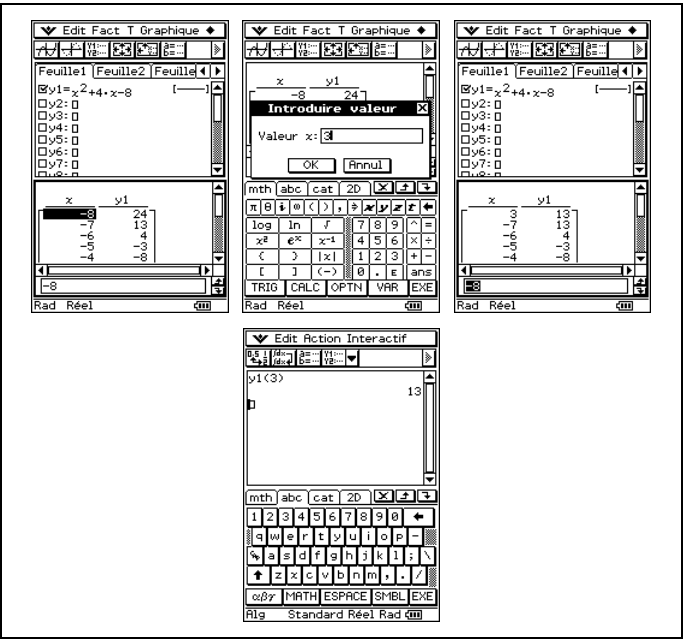 Edit Fact T Graphique ◆
Feuille1 Feuille2 Feuille
y1=x²+4·x-8 [—]
y2:▯
y3:▯
y4:▯
y5:▯
y6:▯
y7:▯
x y1
-8 24
-7 13
-6 4
-5 -3
-4 -8
-8
Rad Réel
Edit Fact T Graphique ◆
x y1
-8 24
Introduire valeur
Valeur x: 3
OK Annul
mth abc cat 2D
π θ i ∞ ( ) , ⇒ x y z t ←
log ln √ 7 8 9 ^ =
x² eˣ x⁻¹ 4 5 6 × ÷
( ) |x| 1 2 3 + -
[ ] (-) 0 . E ans
TRIG CALC OPTN VAR EXE
Rad Réel
Edit Fact T Graphique ◆
Feuille1 Feuille2 Feuille
y1=x²+4·x-8 [—]
y2:▯
y3:▯
y4:▯
y5:▯
y6:▯
y7:▯
x y1
3 13
-7 13
-6 4
-5 -3
-4 -8
-8
Rad Réel
Edit Action Interactif
y1(3)
13
mth abc cat 2D
1 2 3 4 5 6 7 8 9 0 ←
q w e r t y u i o p -
a s d f g h j k l ; \
z x c v b n m , . /
αβγ MATH ESPACE SMBL EXE
Alg Standard Réel Rad